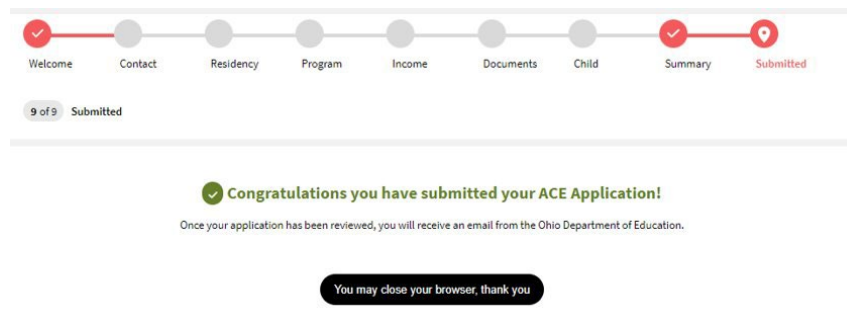 Welcome Contact Residency Program Income Documents Child Summary Submitted
9 of 9 Submitted
Congratulations you have submitted your ACE Application!
Once your application has been reviewed, you will receive an email from the Ohio Department of Education.
You may close your browser, thank you